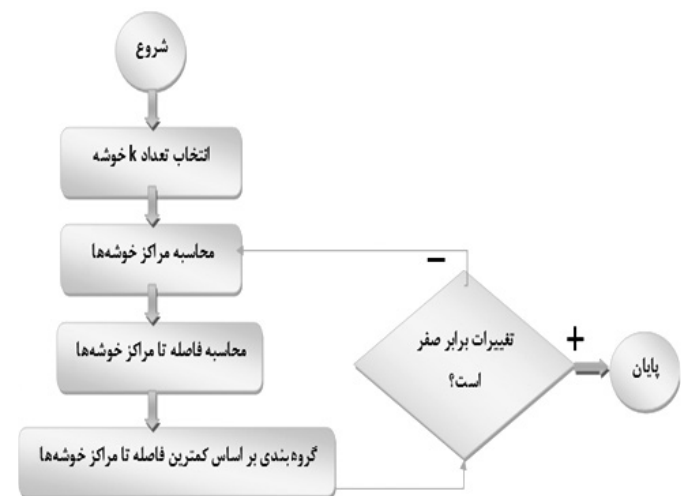 شروع
انتخاب تعداد k خوشه
محاسبه مراکز خوشه‌ها
محاسبه فاصله تا مراکز خوشه‌ها
گروه بندی بر اساس کمترین فاصله تا مراکز خوشه‌ها
تغییرات برابر صفر
است؟
−
+
پایان